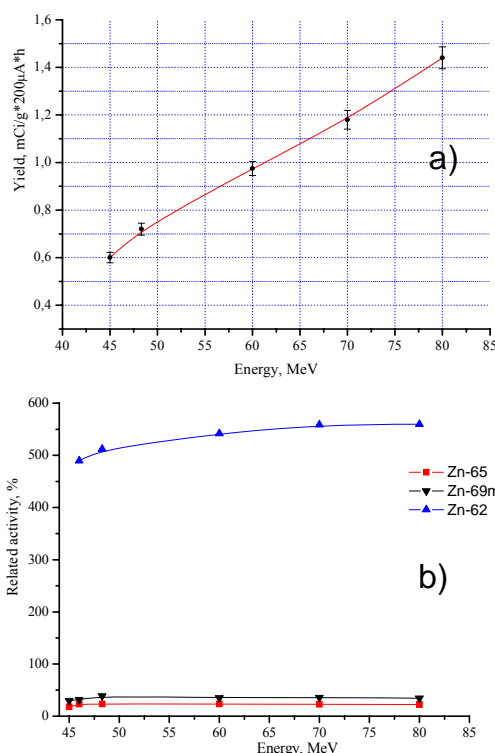 1,6
1,4
1,2
1,0
0,8
0,6
0,4
Yield, mCi/g*200μA*h
a)
40 45 50 55 60 65 70 75 80 85
Energy, MeV
600
500
400
300
200
100
0
Related activity, %
Zn-65
Zn-69m
Zn-62
b)
45 50 55 60 65 70 75 80 85
Energy, MeV